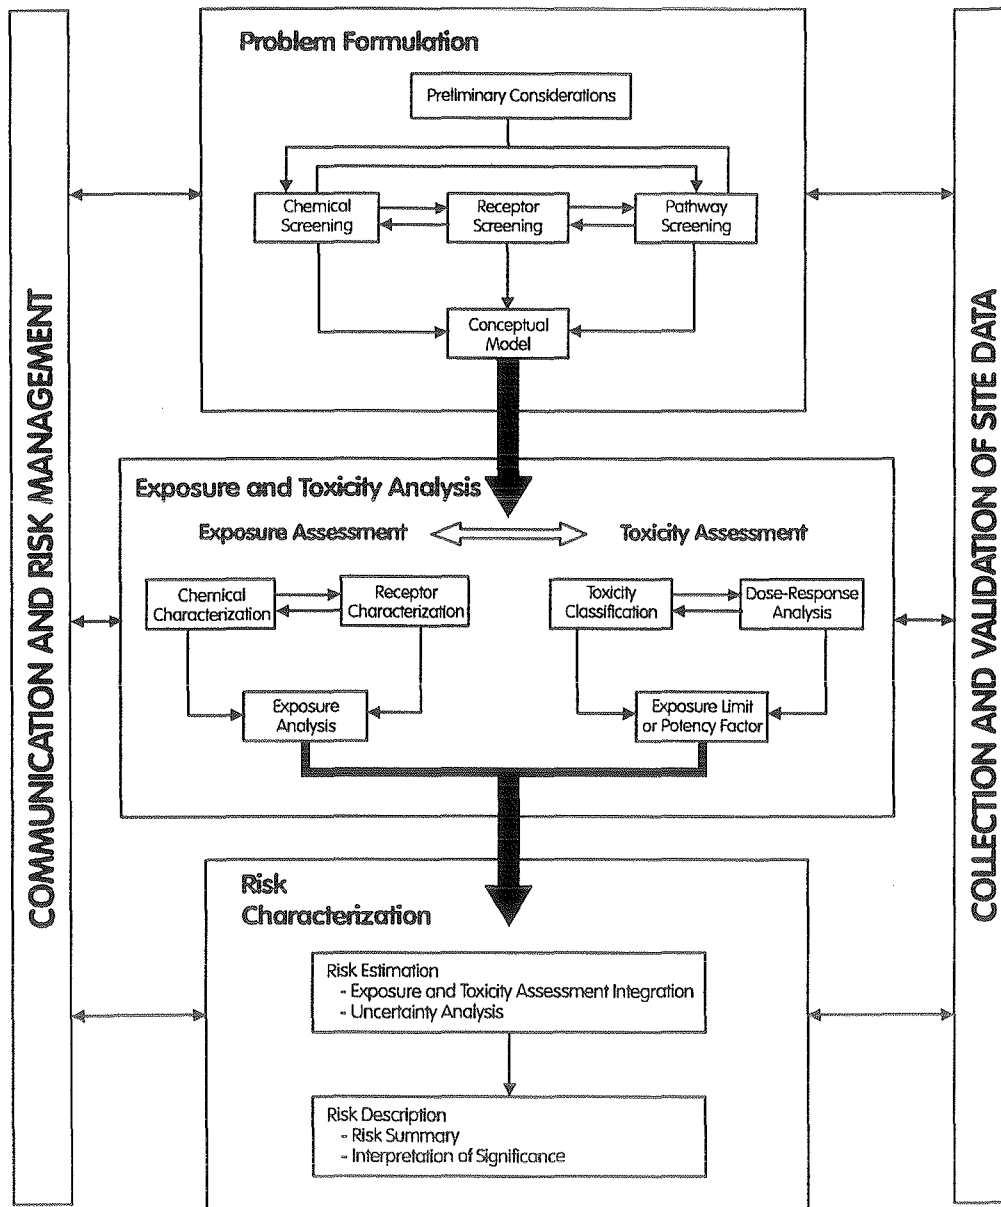 COMMUNICATION AND RISK MANAGEMENT
Problem Formulation
Preliminary Considerations
Chemical
Screening
Receptor
Screening
Pathway
Screening
Conceptual
Model
Exposure and Toxicity Analysis
Exposure Assessment
Toxicity Assessment
Chemical
Characterization
Receptor
Characterization
Toxicity
Classification
Dose-Response
Analysis
Exposure
Analysis
Exposure Limit
or Potency Factor
Risk
Characterization
Risk Estimation
- Exposure and Toxicity Assessment Integration
- Uncertainty Analysis
Risk Description
- Risk Summary
- Interpretation of Significance
COLLECTION AND VALIDATION OF SITE DATA